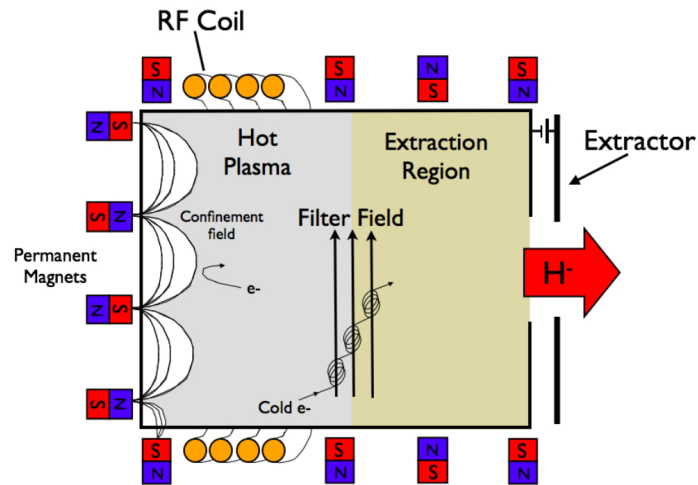 RF Coil
S
N
S
N
N
S
S
N
N
S
Hot
Plasma
Extraction
Region
Extractor
Filter Field
S
N
Confinement
field
Permanent
Magnets
e-
H-
N
S
Cold e-
S
N
S
N
S
N
N
S
S
N